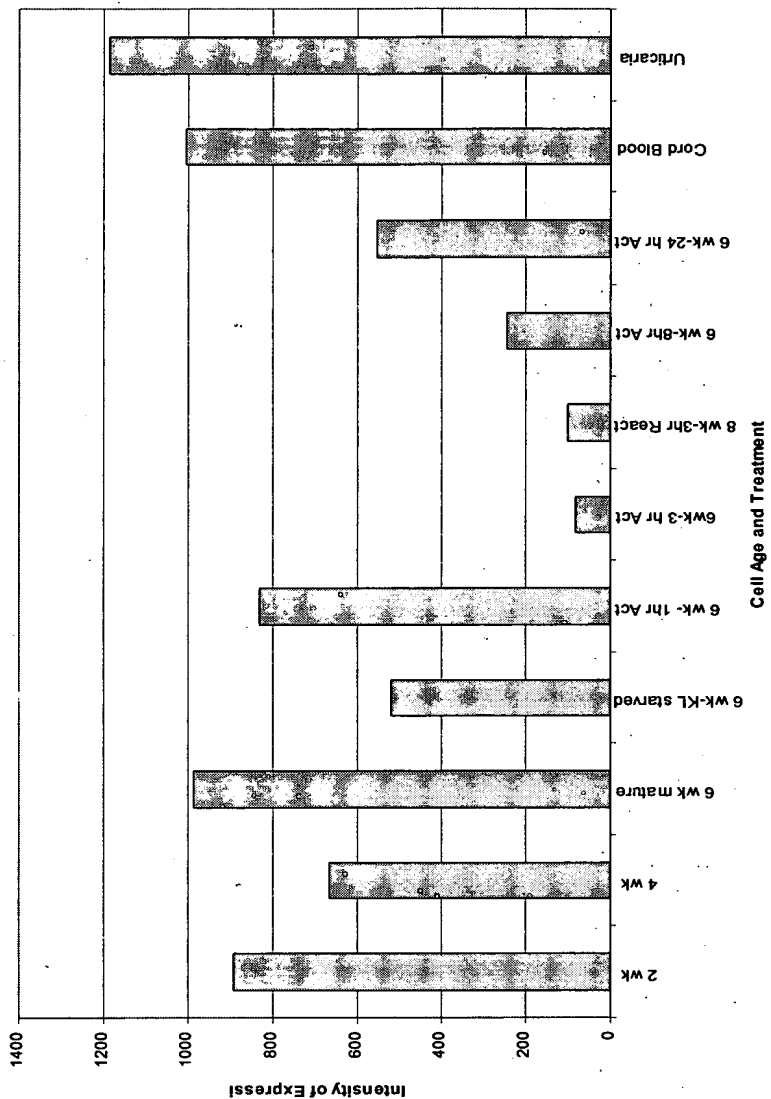 Intensity of Expressi
1400
1200
1000
800
600
400
200
0
2 wk
4 wk
6 wk mature
6 wk-KL starved
6 wk- 1hr Act
6wk-3 hr Act
8 wk-3hr React
6 wk-8hr Act
6 wk-24 hr Act
Cord Blood
Urticaria
Cell Age and Treatment